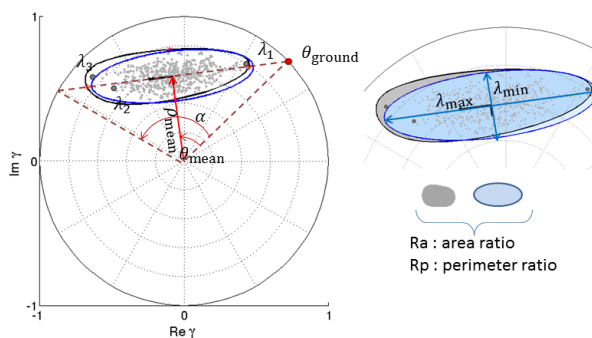 1
λ1
θground
λ3
λ2
ρmean
α
θmean
Im γ
0
-1
-1
0
1
Re γ
λmax
λmin
Ra : area ratio
Rp : perimeter ratio